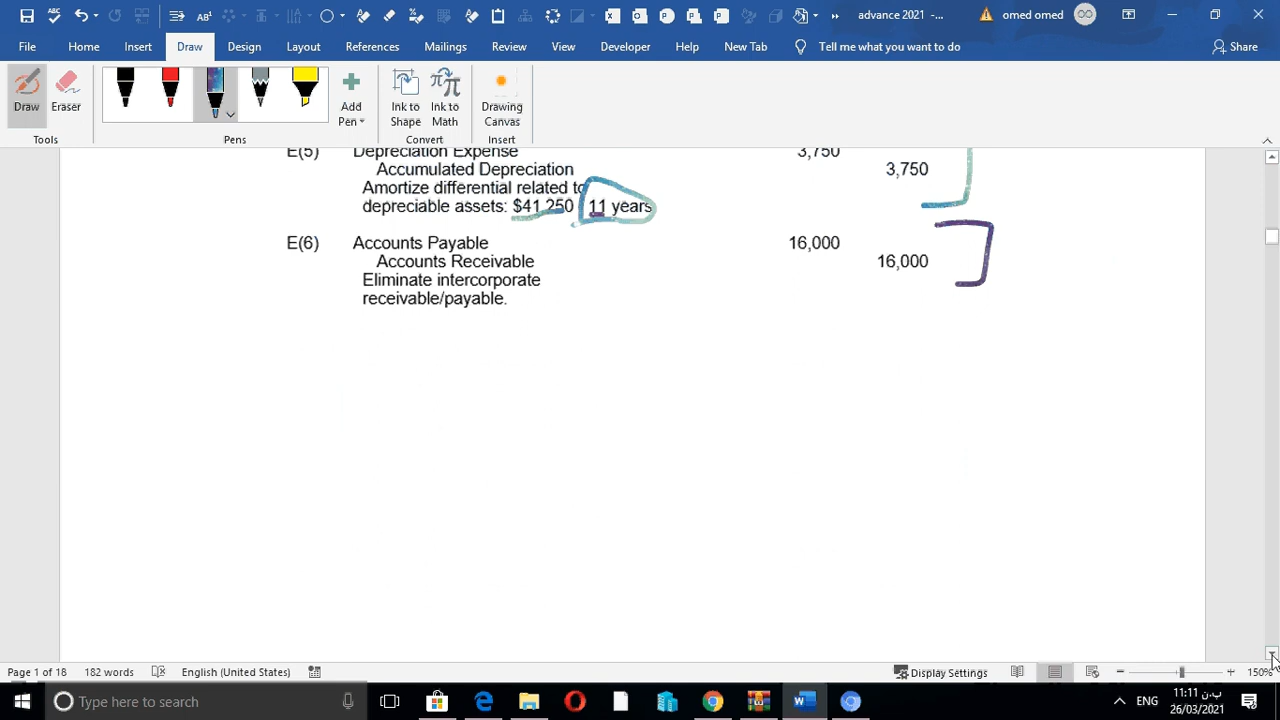 advance 2021 -...
omed omed
OO
File Home Insert Draw Design Layout References Mailings Review View Developer Help New Tab Tell me what you want to do Share
Draw Eraser Add Pen Ink to Shape Ink to Math Drawing Canvas
Tools Pens Convert Insert
E(5) Depreciation Expense 3,750
Accumulated Depreciation 3,750
Amortize differential related to
depreciable assets: $41,250 11 years
E(6) Accounts Payable 16,000
Accounts Receivable 16,000
Eliminate intercorporate
receivable/payable.
Page 1 of 18 182 words English (United States) Display Settings 150%
Type here to search
ENG
11:11 ب.ن
26/03/2021